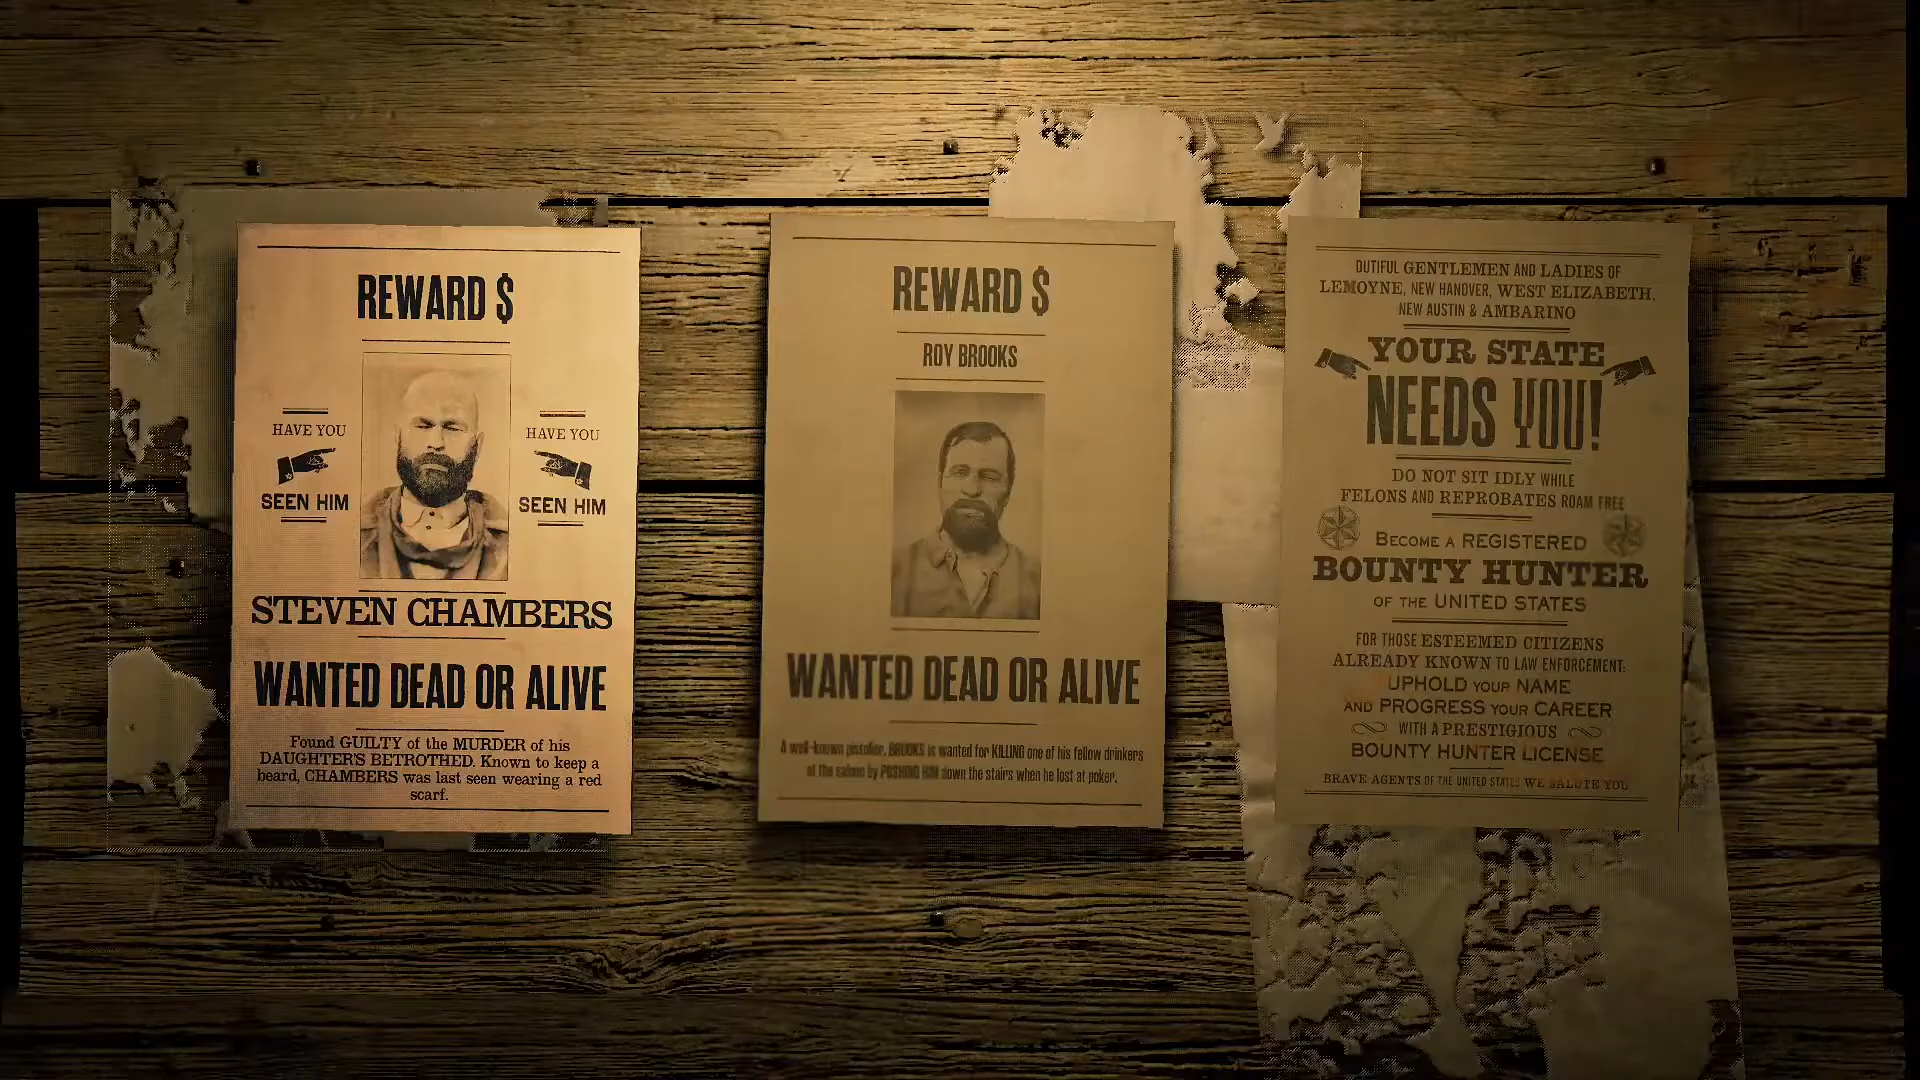 REWARD $
HAVE YOU
SEEN HIM
HAVE YOU
SEEN HIM
STEVEN CHAMBERS
WANTED DEAD OR ALIVE
Found GUILTY of the MURDER of his
DAUGHTER'S BETROTHED. Known to keep a
beard, CHAMBERS was last seen wearing a red
scarf.
REWARD $
ROY BROOKS
WANTED DEAD OR ALIVE
A well-known pistolier, BROOKS is wanted for KILLING one of his fellow drinkers
at the saloon by PUSHING HIM down the stairs when he lost at poker.
DUTIFUL GENTLEMEN AND LADIES OF
LEMOYNE, NEW HANOVER, WEST ELIZABETH,
NEW AUSTIN & AMBARINO
YOUR STATE
NEEDS YOU!
DO NOT SIT IDLY WHILE
FELONS AND REPROBATES ROAM FREE
BECOME A REGISTERED
BOUNTY HUNTER
OF THE UNITED STATES
FOR THOSE ESTEEMED CITIZENS
ALREADY KNOWN TO LAW ENFORCEMENT:
UPHOLD YOUR NAME
AND PROGRESS YOUR CAREER
WITH A PRESTIGIOUS
BOUNTY HUNTER LICENSE
BRAVE AGENTS OF THE UNITED STATES WE SALUTE YOU